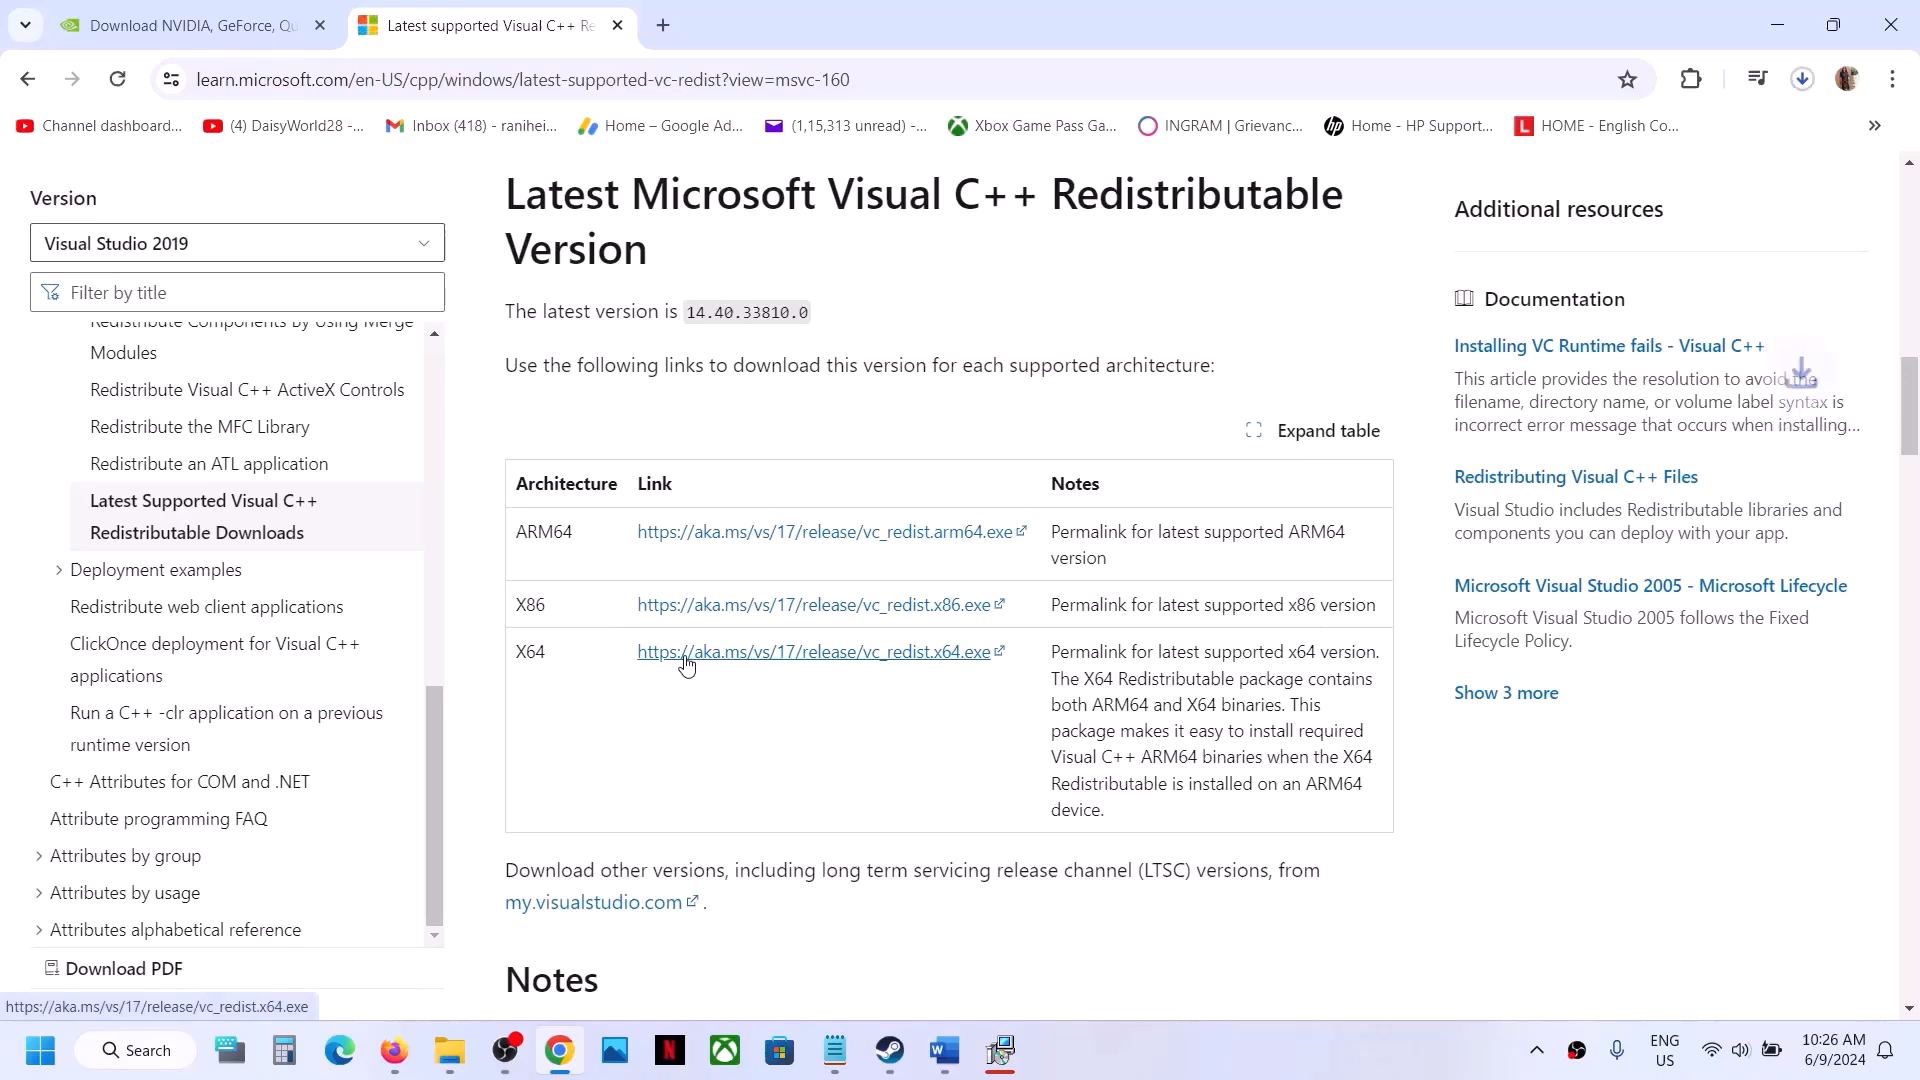 Download NVIDIA, GeForce, Qu
Latest supported Visual C++ Re
learn.microsoft.com/en-US/cpp/windows/latest-supported-vc-redist?view=msvc-160
Channel dashboard...
(4) DaisyWorld28 -...
Inbox (418) - ranihei...
Home – Google Ad...
(1,15,313 unread) -...
Xbox Game Pass Ga...
INGRAM | Grievanc...
Home - HP Support...
HOME - English Co...
Version
Visual Studio 2019
Filter by title
Redistribute Components By Using Merge
Modules
Redistribute Visual C++ ActiveX Controls
Redistribute the MFC Library
Redistribute an ATL application
Latest Supported Visual C++
Redistributable Downloads
Deployment examples
Redistribute web client applications
ClickOnce deployment for Visual C++
applications
Run a C++ -clr application on a previous
runtime version
C++ Attributes for COM and .NET
Attribute programming FAQ
Attributes by group
Attributes by usage
Attributes alphabetical reference
Download PDF
https://aka.ms/vs/17/release/vc_redist.x64.exe
Latest Microsoft Visual C++ Redistributable
Version
The latest version is 14.40.33810.0
Use the following links to download this version for each supported architecture:
Expand table
Architecture Link Notes
ARM64 https://aka.ms/vs/17/release/vc_redist.arm64.exe Permalink for latest supported ARM64
version
X86 https://aka.ms/vs/17/release/vc_redist.x86.exe Permalink for latest supported x86 version
X64 https://aka.ms/vs/17/release/vc_redist.x64.exe Permalink for latest supported x64 version.
The X64 Redistributable package contains
both ARM64 and X64 binaries. This
package makes it easy to install required
Visual C++ ARM64 binaries when the X64
Redistributable is installed on an ARM64
device.
Download other versions, including long term servicing release channel (LTSC) versions, from
my.visualstudio.com .
Notes
Additional resources
Documentation
Installing VC Runtime fails - Visual C++
This article provides the resolution to avoid the
filename, directory name, or volume label syntax is
incorrect error message that occurs when installing...
Redistributing Visual C++ Files
Visual Studio includes Redistributable libraries and
components you can deploy with your app.
Microsoft Visual Studio 2005 - Microsoft Lifecycle
Microsoft Visual Studio 2005 follows the Fixed
Lifecycle Policy.
Show 3 more
Search
ENG
US
10:26 AM
6/9/2024